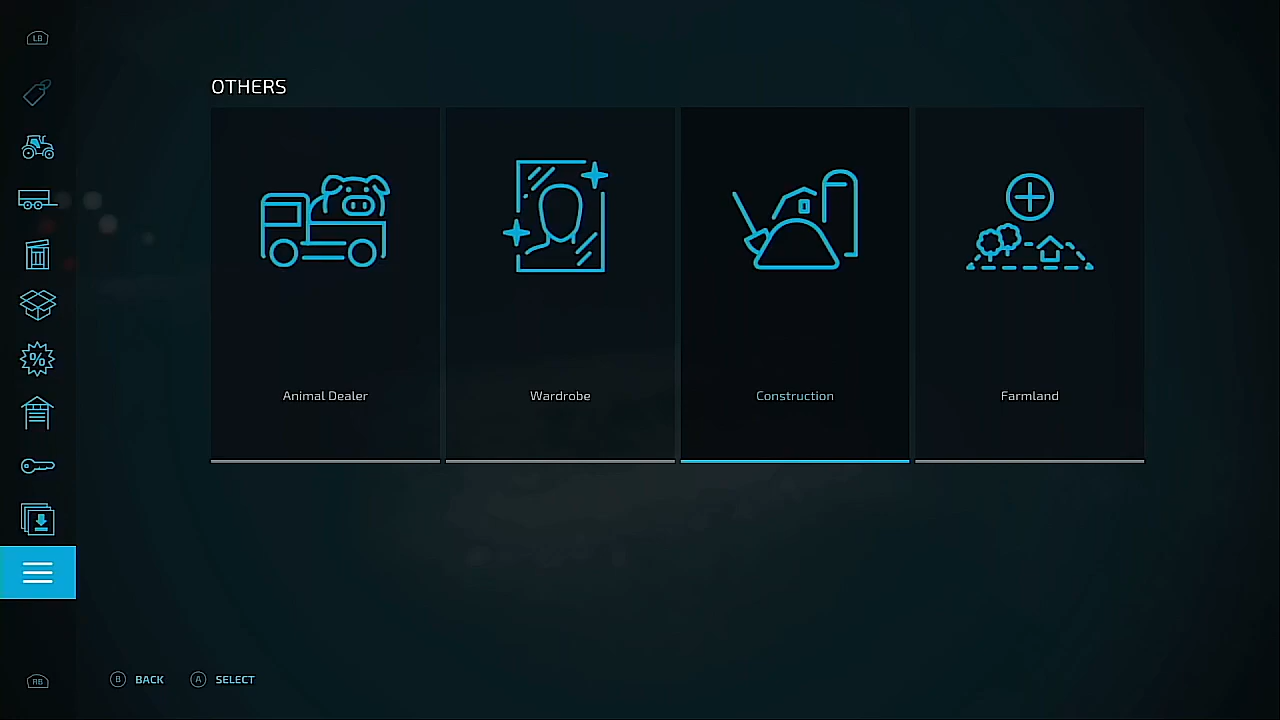 LB
OTHERS
%
Animal Dealer
Wardrobe
Construction
Farmland
RB
B BACK
A SELECT